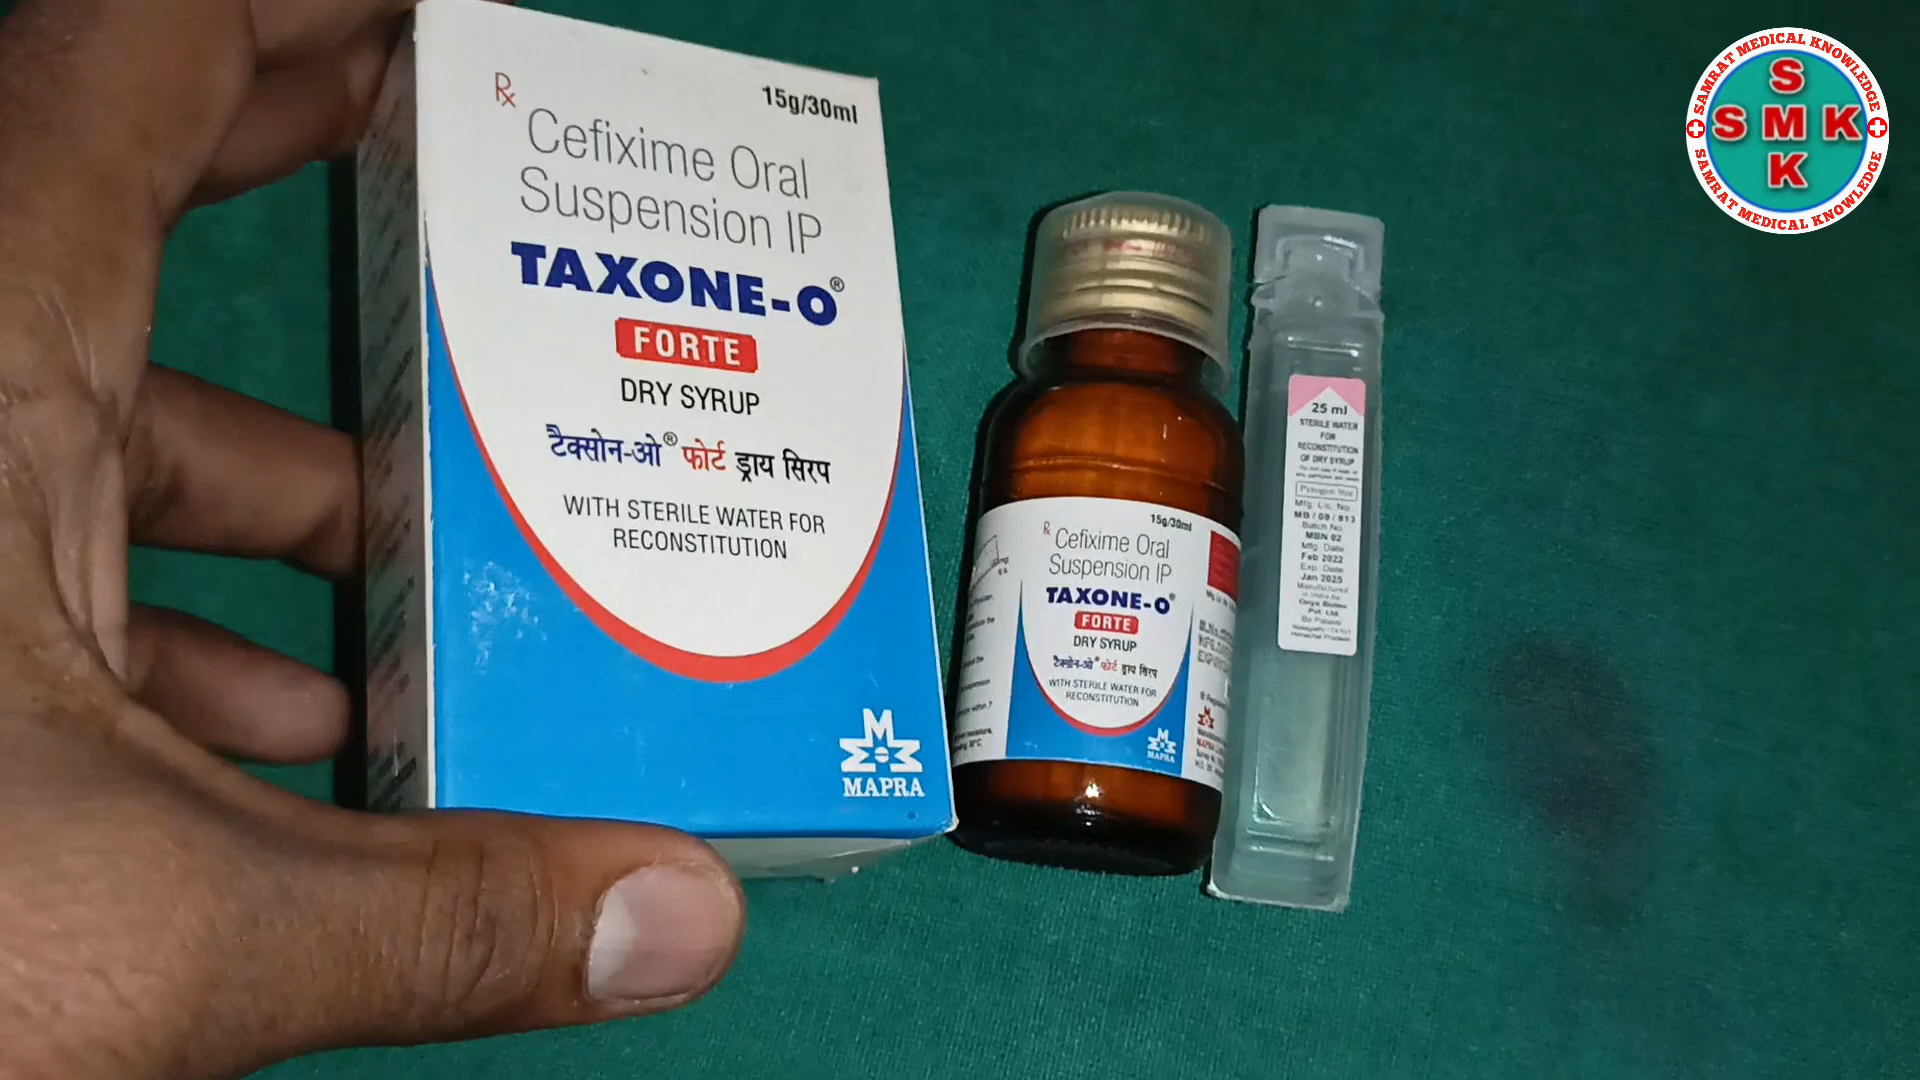 15g/30ml
Rx
Cefixime Oral
Suspension IP
TAXONE-O®
FORTE
DRY SYRUP
टैक्सोन-ओ® फोर्ट ड्राय सिरप
WITH STERILE WATER FOR
RECONSTITUTION
MAPRA
15g/30ml
Rx
Cefixime Oral
Suspension IP
TAXONE-O®
FORTE
DRY SYRUP
टैक्सोन-ओ® फोर्ट ड्राय सिरप
WITH STERILE WATER FOR
RECONSTITUTION
MAPRA
25 ml
STERILE WATER
FOR
RECONSTITUTION
OF DRY SYRUP
Pyrogen free
Mfg. Lic. No.
MB / 09 / 813
Batch No.
MBN 02
Mfg. Date
Feb 2022
Exp. Date
Jan 2025
Manufactured
SAMRAT MEDICAL KNOWLEDGE
S
S M K
K
SAMRAT MEDICAL KNOWLEDGE